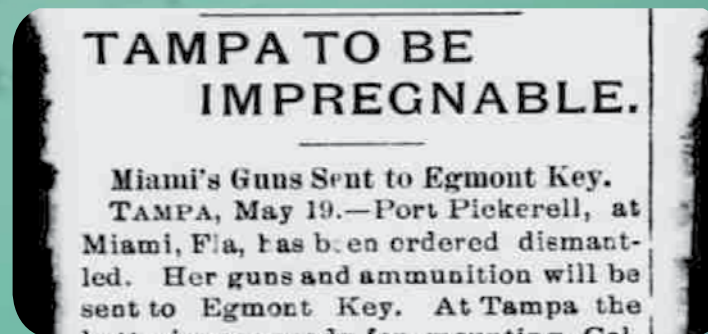 TAMPA TO BE
IMPREGNABLE.
Miami's Guns Sent to Egmont Key.
TAMPA, May 19.—Port Pickerell, at
Miami, Fla, has been ordered dismant-
led. Her guns and ammunition will be
sent to Egmont Key. At Tampa the